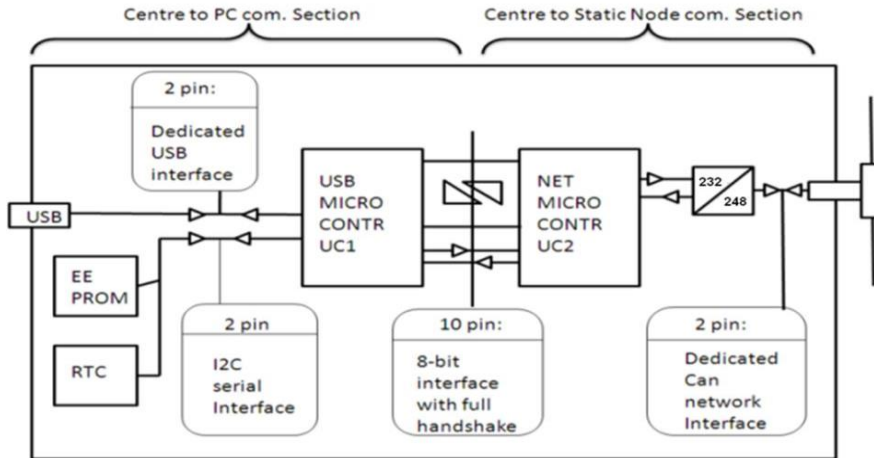 Centre to PC com. Section
Centre to Static Node com. Section
2 pin:
Dedicated
USB
interface
USB
MICRO
CONTR
UC1
NET
MICRO
CONTR
UC2
232
248
USB
EE
PROM
RTC
2 pin
I2C
serial
Interface
10 pin:
8-bit
interface
with full
handshake
2 pin:
Dedicated
Can
network
Interface